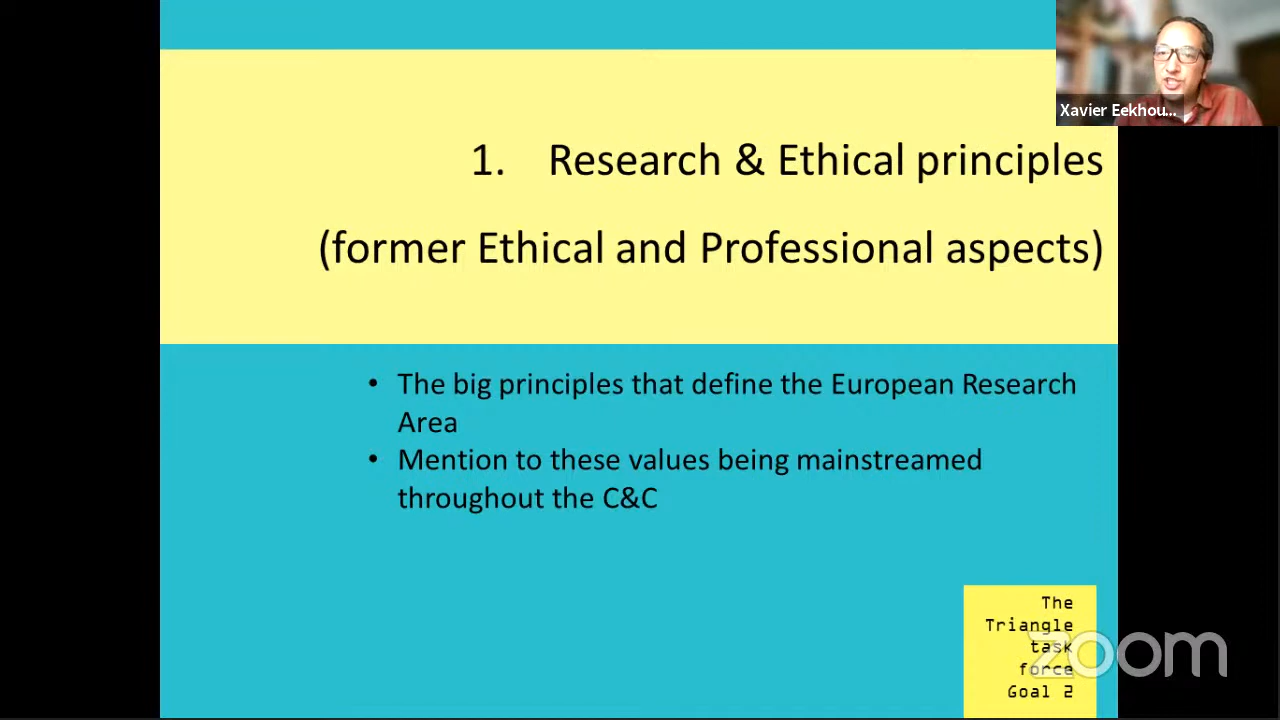 Xavier Eekhou...
1. Research & Ethical principles
(former Ethical and Professional aspects)
• The big principles that define the European Research
Area
• Mention to these values being mainstreamed
throughout the C&C
The
Triangle
task
force
Goal 2
zoom